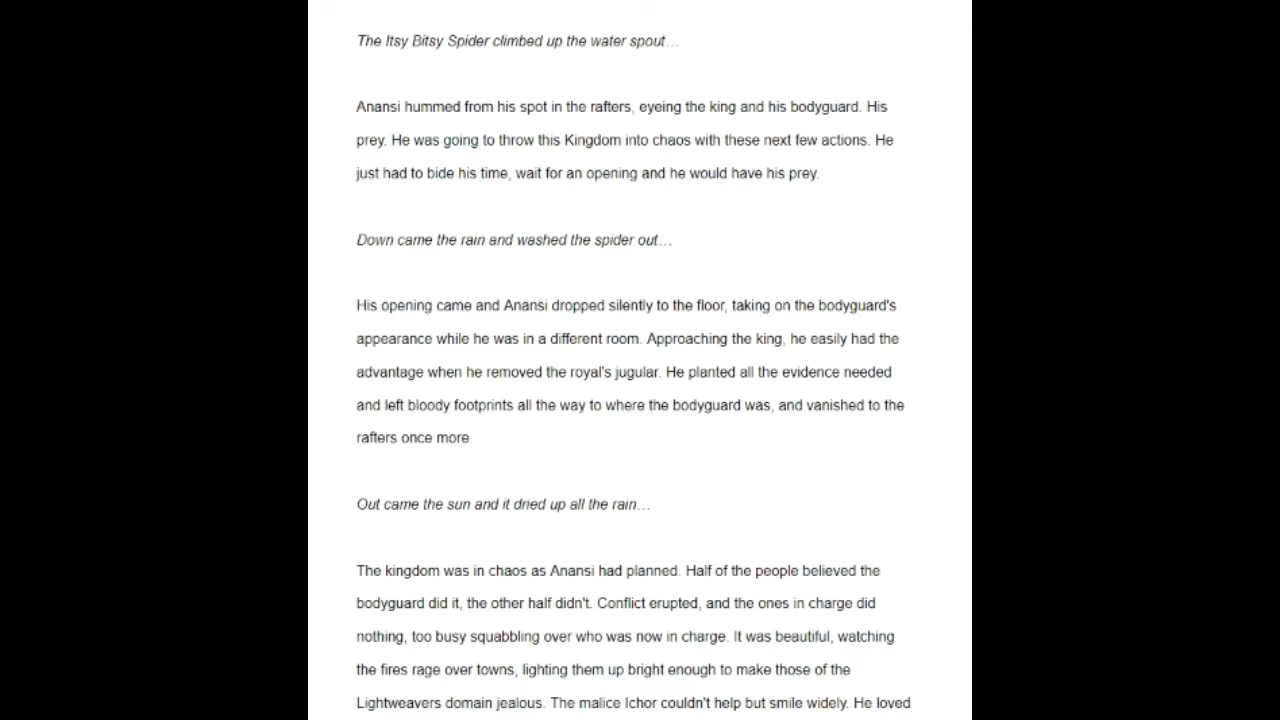 The Itsy Bitsy Spider climbed up the water spout…
Anansi hummed from his spot in the rafters, eyeing the king and his bodyguard. His
prey. He was going to throw this Kingdom into chaos with these next few actions. He
just had to bide his time, wait for an opening and he would have his prey.
Down came the rain and washed the spider out…
His opening came and Anansi dropped silently to the floor, taking on the bodyguard's
appearance while he was in a different room. Approaching the king, he easily had the
advantage when he removed the royal's jugular. He planted all the evidence needed
and left bloody footprints all the way to where the bodyguard was, and vanished to the
rafters once more.
Out came the sun and it dried up all the rain…
The kingdom was in chaos as Anansi had planned. Half of the people believed the
bodyguard did it, the other half didn't. Conflict erupted, and the ones in charge did
nothing, too busy squabbling over who was now in charge. It was beautiful, watching
the fires rage over towns, lighting them up bright enough to make those of the
Lightweavers domain jealous. The malice Ichor couldn't help but smile widely. He loved